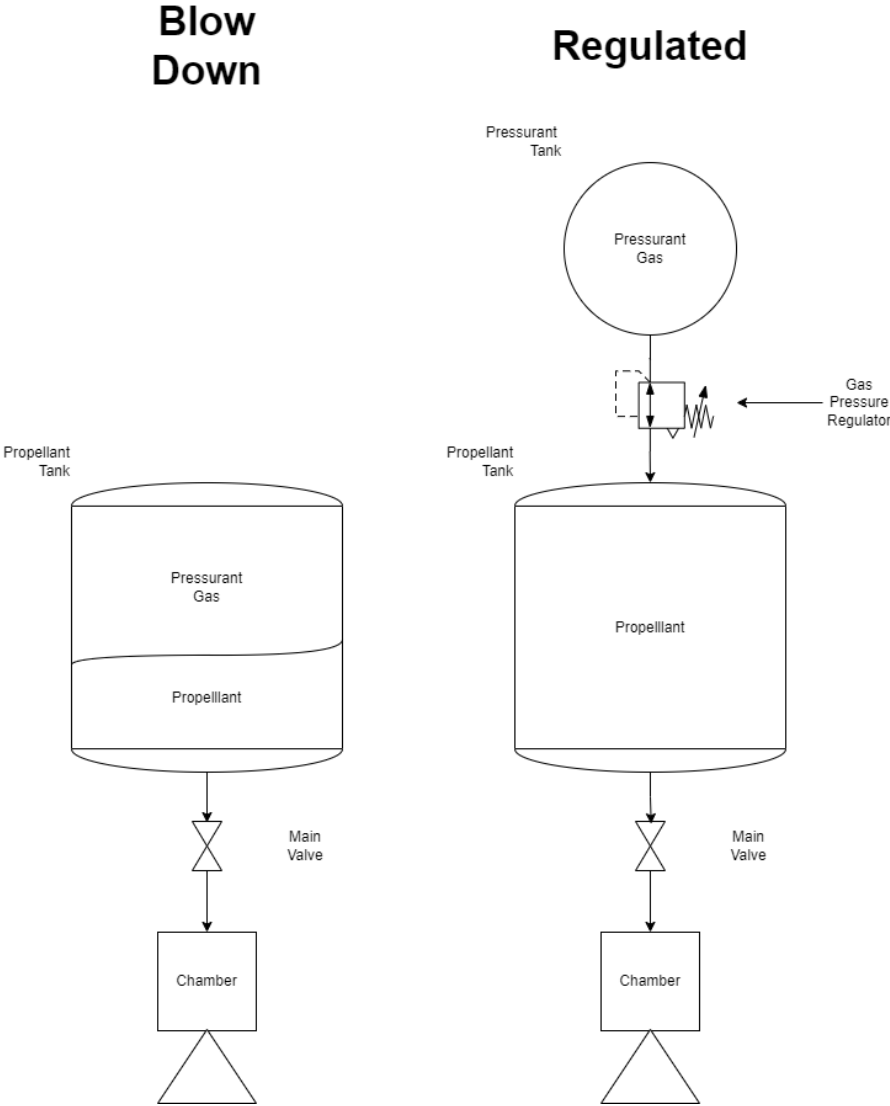 Blow
Down
Regulated
Pressurant
Tank
Pressurant
Gas
Gas
Pressure
Regulator
Propellant
Tank
Propellant
Tank
Pressurant
Gas
Propelllant
Propelllant
Main
Valve
Main
Valve
Chamber
Chamber